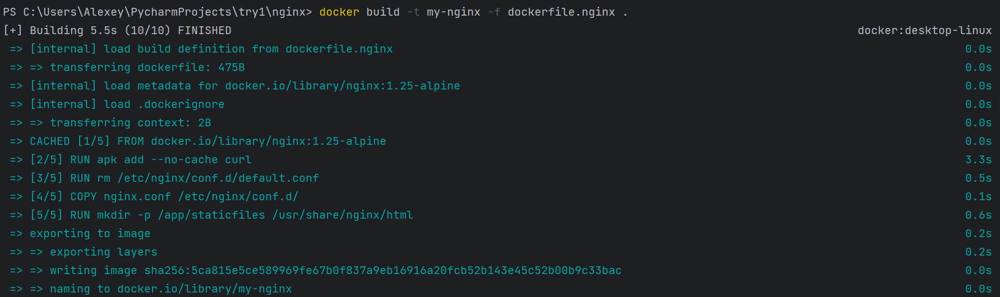 PS C:\Users\Alexey\PycharmProjects\try1\nginx> docker build -t my-nginx -f dockerfile.nginx .
[+] Building 5.5s (10/10) FINISHED docker:desktop-linux
=> [internal] load build definition from dockerfile.nginx 0.0s
=> => transferring dockerfile: 475B 0.0s
=> [internal] load metadata for docker.io/library/nginx:1.25-alpine 0.0s
=> [internal] load .dockerignore 0.0s
=> => transferring context: 2B 0.0s
=> CACHED [1/5] FROM docker.io/library/nginx:1.25-alpine 0.0s
=> [2/5] RUN apk add --no-cache curl 3.3s
=> [3/5] RUN rm /etc/nginx/conf.d/default.conf 0.5s
=> [4/5] COPY nginx.conf /etc/nginx/conf.d/ 0.1s
=> [5/5] RUN mkdir -p /app/staticfiles /usr/share/nginx/html 0.6s
=> exporting to image 0.2s
=> => exporting layers 0.2s
=> => writing image sha256:5ca815e5ce589969fe67b0f837a9eb16916a20fcb52b143e45c52b00b9c33bac 0.0s
=> => naming to docker.io/library/my-nginx 0.0s